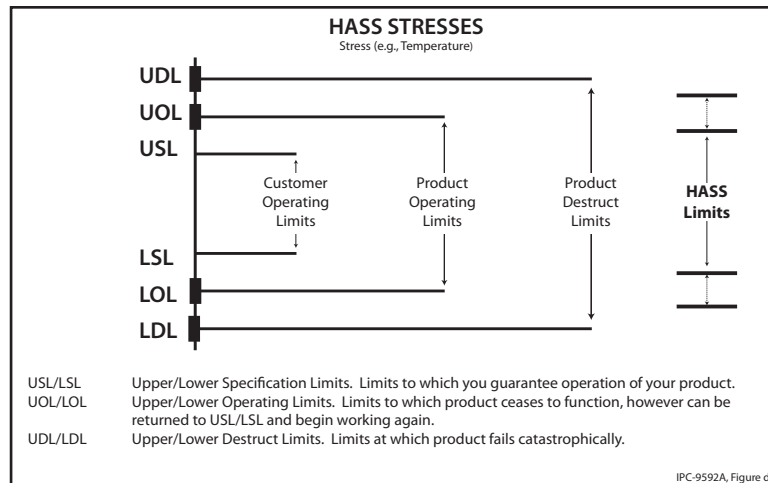 HASS STRESSES
Stress (e.g., Temperature)
UDL
UOL
USL
LSL
LOL
LDL
Customer
Operating
Limits
Product
Operating
Limits
Product
Destruct
Limits
HASS
Limits
USL/LSL Upper/Lower Specification Limits. Limits to which you guarantee operation of your product.
UOL/LOL Upper/Lower Operating Limits. Limits to which product ceases to function, however can be
returned to USL/LSL and begin working again.
UDL/LDL Upper/Lower Destruct Limits. Limits at which product fails catastrophically.
IPC-9592A, Figure d